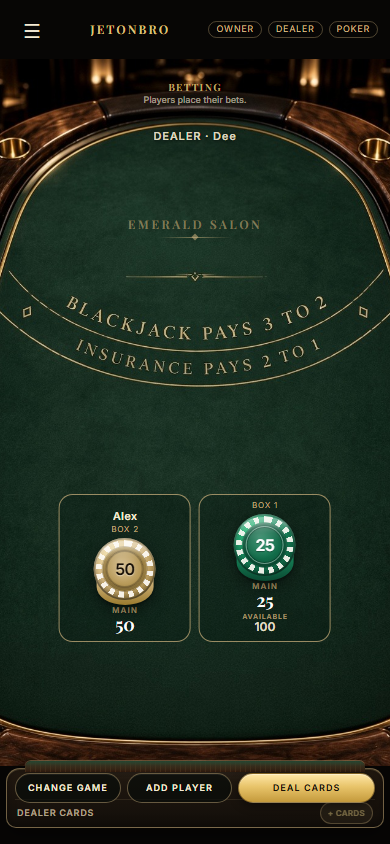 JETONBRO
OWNER
DEALER
POKER
BETTING
Players place their bets.
DEALER · Dee
EMERALD SALON
BLACKJACK PAYS 3 TO 2
INSURANCE PAYS 2 TO 1
Alex
BOX 2
50
MAIN
50
BOX 1
25
MAIN
25
AVAILABLE
100
CHANGE GAME
ADD PLAYER
DEAL CARDS
DEALER CARDS
+ CARDS